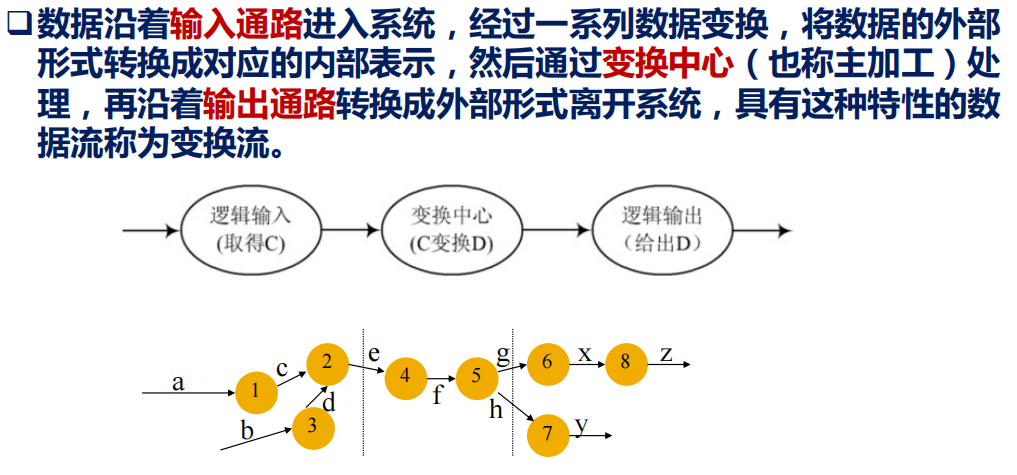 ❑数据沿着输入通路进入系统，经过一系列数据变换，将数据的外部
形式转换成对应的内部表示，然后通过变换中心（也称主加工）处
理，再沿着输出通路转换成外部形式离开系统，具有这种特性的数
据流称为变换流。
逻辑输入
(取得C)
变换中心
(C变换D)
逻辑输出
（给出D）
a
1
c
2
b
3
d
e
4
f
5
g
6
x
8
z
h
7
y